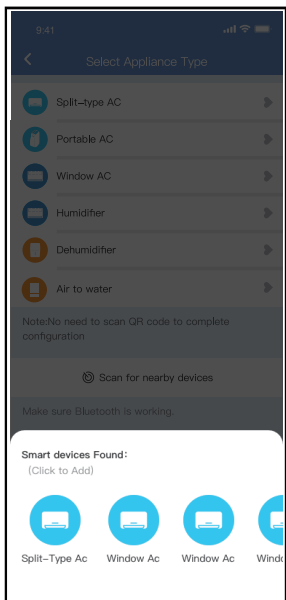 9:41
Select Appliance Type
Split-type AC
Portable AC
Window AC
Humidifier
Dehumidifier
Air to water
Note:No need to scan QR code to complete
configuration
Scan for nearby devices
Make sure Bluetooth is working.
Smart devices Found:
(Click to Add)
Split-Type Ac Window Ac Window Ac Windo